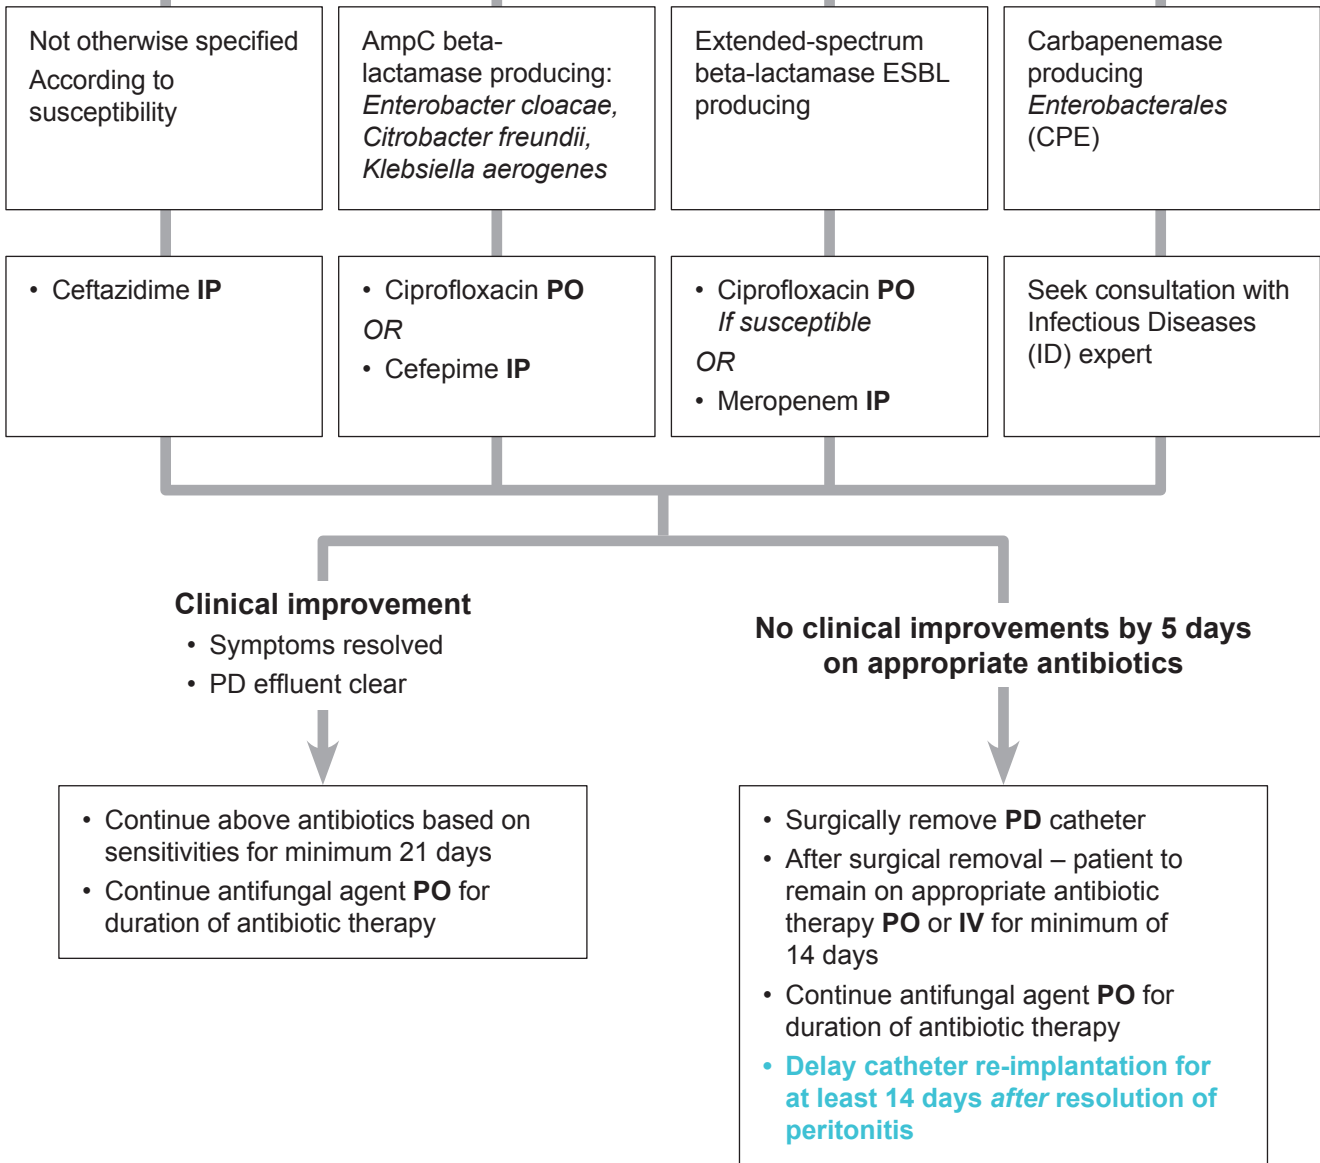 Not otherwise specified
According to
susceptibility
AmpC beta-
lactamase producing:
Enterobacter cloacae,
Citrobacter freundii,
Klebsiella aerogenes
Extended-spectrum
beta-lactamase ESBL
producing
Carbapenemase
producing
Enterobacterales
(CPE)
• Ceftazidime IP
• Ciprofloxacin PO
OR
• Cefepime IP
• Ciprofloxacin PO
If susceptible
OR
• Meropenem IP
Seek consultation with
Infectious Diseases
(ID) expert
Clinical improvement
• Symptoms resolved
• PD effluent clear
No clinical improvements by 5 days
on appropriate antibiotics
• Continue above antibiotics based on
sensitivities for minimum 21 days
• Continue antifungal agent PO for
duration of antibiotic therapy
• Surgically remove PD catheter
• After surgical removal – patient to
remain on appropriate antibiotic
therapy PO or IV for minimum of
14 days
• Continue antifungal agent PO for
duration of antibiotic therapy
• Delay catheter re-implantation for
at least 14 days after resolution of
peritonitis